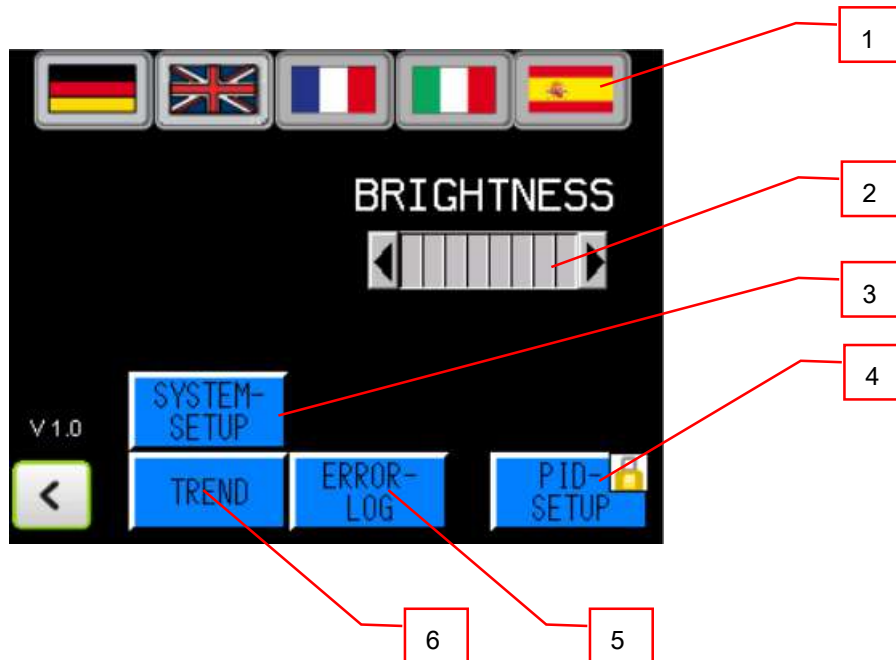 1
BRIGHTNESS
2
3
4
SYSTEM-
SETUP
V 1.0
TREND
ERROR-
LOG
PID-
SETUP
6
5